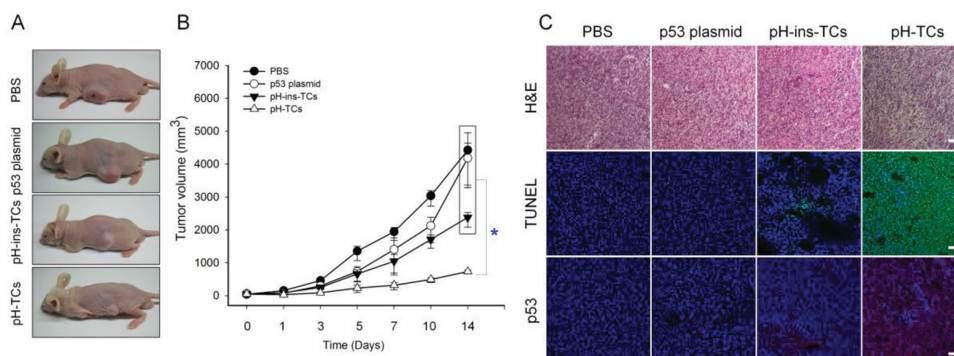 A
PBS
p53 plasmid
pH-ins-TCs
pH-TCs
B
7000
6000
5000
4000
3000
2000
1000
0
Tumor volume (mm3)
PBS
p53 plasmid
pH-ins-TCs
pH-TCs
*
0 1 3 5 7 10 14
Time (Days)
C
PBS p53 plasmid pH-ins-TCs pH-TCs
H&E
TUNEL
p53